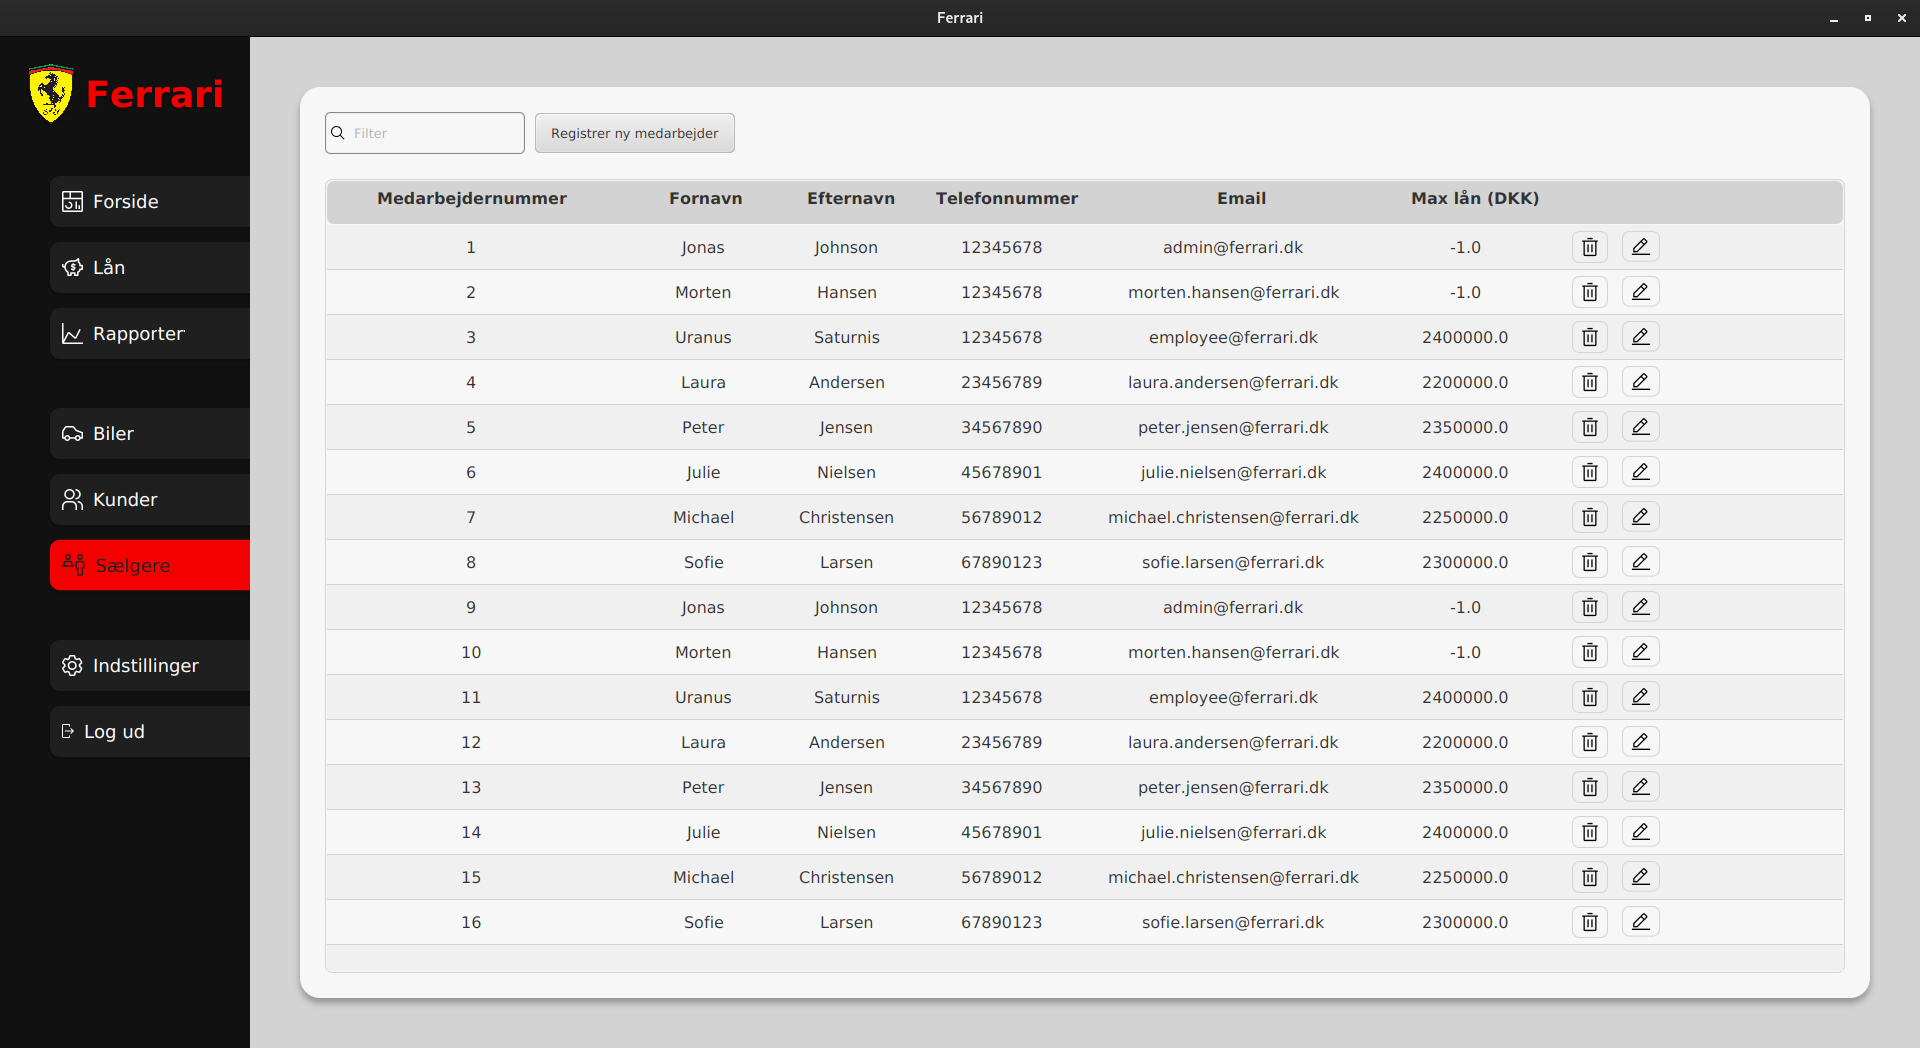 Ferrari
Ferrari
Forside
Lån
Rapporter
Biler
Kunder
Sælgere
Indstillinger
Log ud
Filter Registrer ny medarbejder
Medarbejdernummer Fornavn Efternavn Telefonnummer Email Max lån (DKK)
1 Jonas Johnson 12345678 admin@ferrari.dk -1.0
2 Morten Hansen 12345678 morten.hansen@ferrari.dk -1.0
3 Uranus Saturnis 12345678 employee@ferrari.dk 2400000.0
4 Laura Andersen 23456789 laura.andersen@ferrari.dk 2200000.0
5 Peter Jensen 34567890 peter.jensen@ferrari.dk 2350000.0
6 Julie Nielsen 45678901 julie.nielsen@ferrari.dk 2400000.0
7 Michael Christensen 56789012 michael.christensen@ferrari.dk 2250000.0
8 Sofie Larsen 67890123 sofie.larsen@ferrari.dk 2300000.0
9 Jonas Johnson 12345678 admin@ferrari.dk -1.0
10 Morten Hansen 12345678 morten.hansen@ferrari.dk -1.0
11 Uranus Saturnis 12345678 employee@ferrari.dk 2400000.0
12 Laura Andersen 23456789 laura.andersen@ferrari.dk 2200000.0
13 Peter Jensen 34567890 peter.jensen@ferrari.dk 2350000.0
14 Julie Nielsen 45678901 julie.nielsen@ferrari.dk 2400000.0
15 Michael Christensen 56789012 michael.christensen@ferrari.dk 2250000.0
16 Sofie Larsen 67890123 sofie.larsen@ferrari.dk 2300000.0